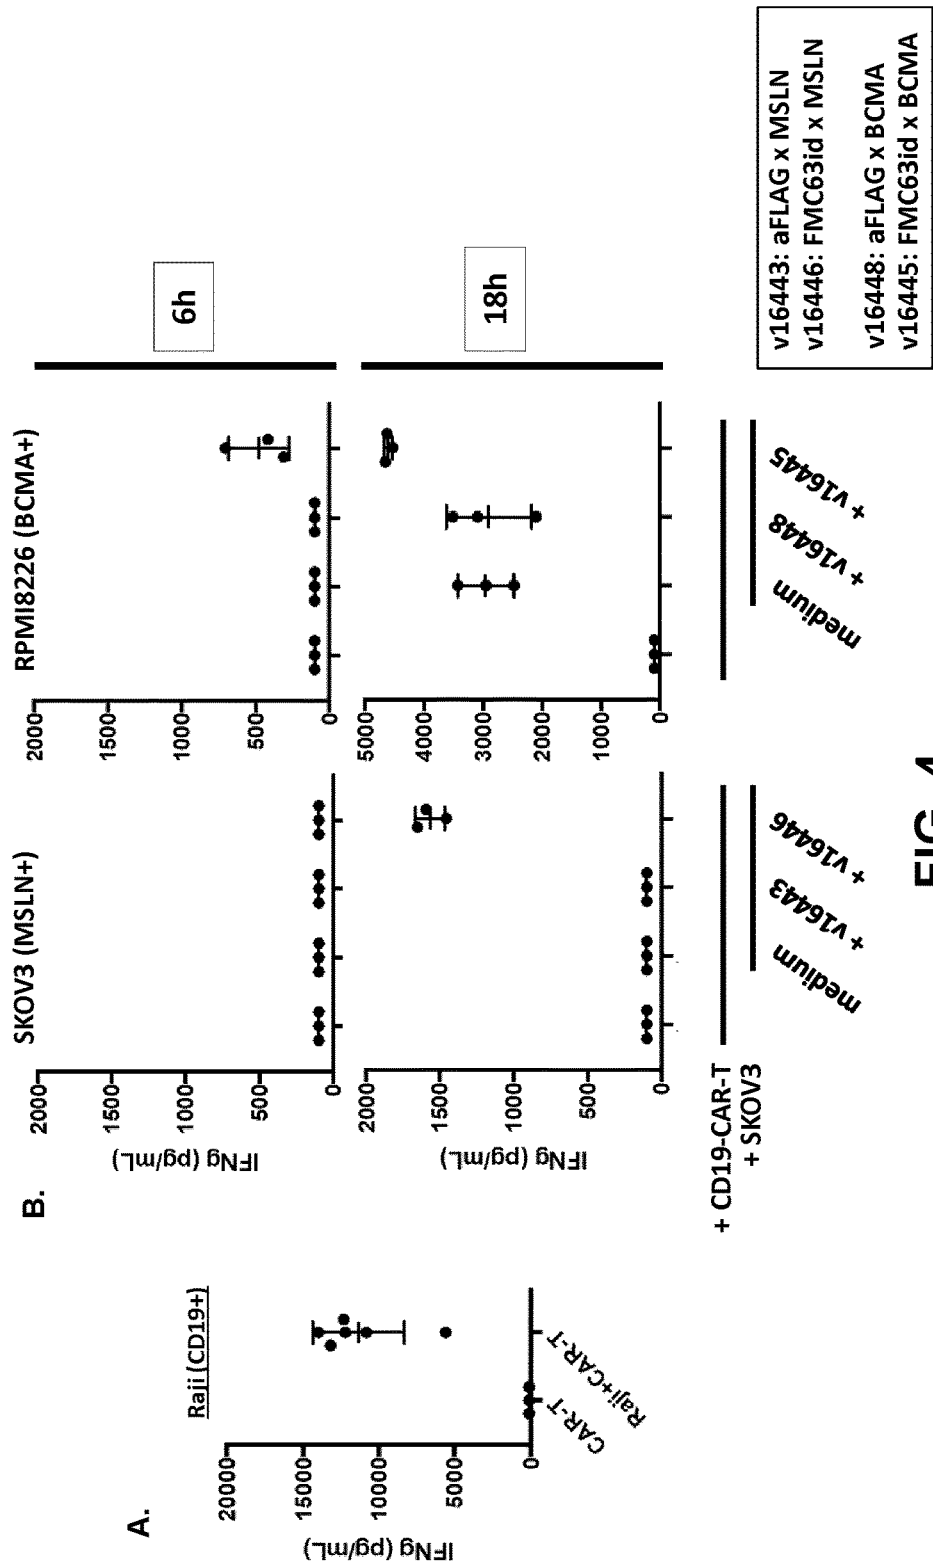 A.
Raji (CD19+)
IFNg (pg/mL)
20000
15000
10000
5000
0
CAR-T
Raji+CAR-T
B.
SKOV3 (MSLN+)
IFNg (pg/mL)
2000
1500
1000
500
0
RPMI8226 (BCMA+)
2000
1500
1000
500
0
6h
IFNg (pg/mL)
2000
1500
1000
500
0
5000
4000
3000
2000
0
18h
+ CD19-CAR-T
+ SKOV3
medium
+ v16443
+ v16446
medium
+ v16448
+ v16445
v16443: aFLAG x MSLN
v16446: FMC63id x MSLN
v16448: aFLAG x BCMA
v16445: FMC63id x BCMA
FIG 4